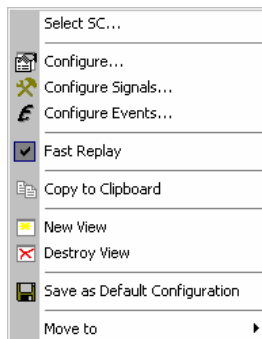 Select SC...
Configure...
Configure Signals...
Configure Events...
Fast Replay
Copy to Clipboard
New View
Destroy View
Save as Default Configuration
Move to